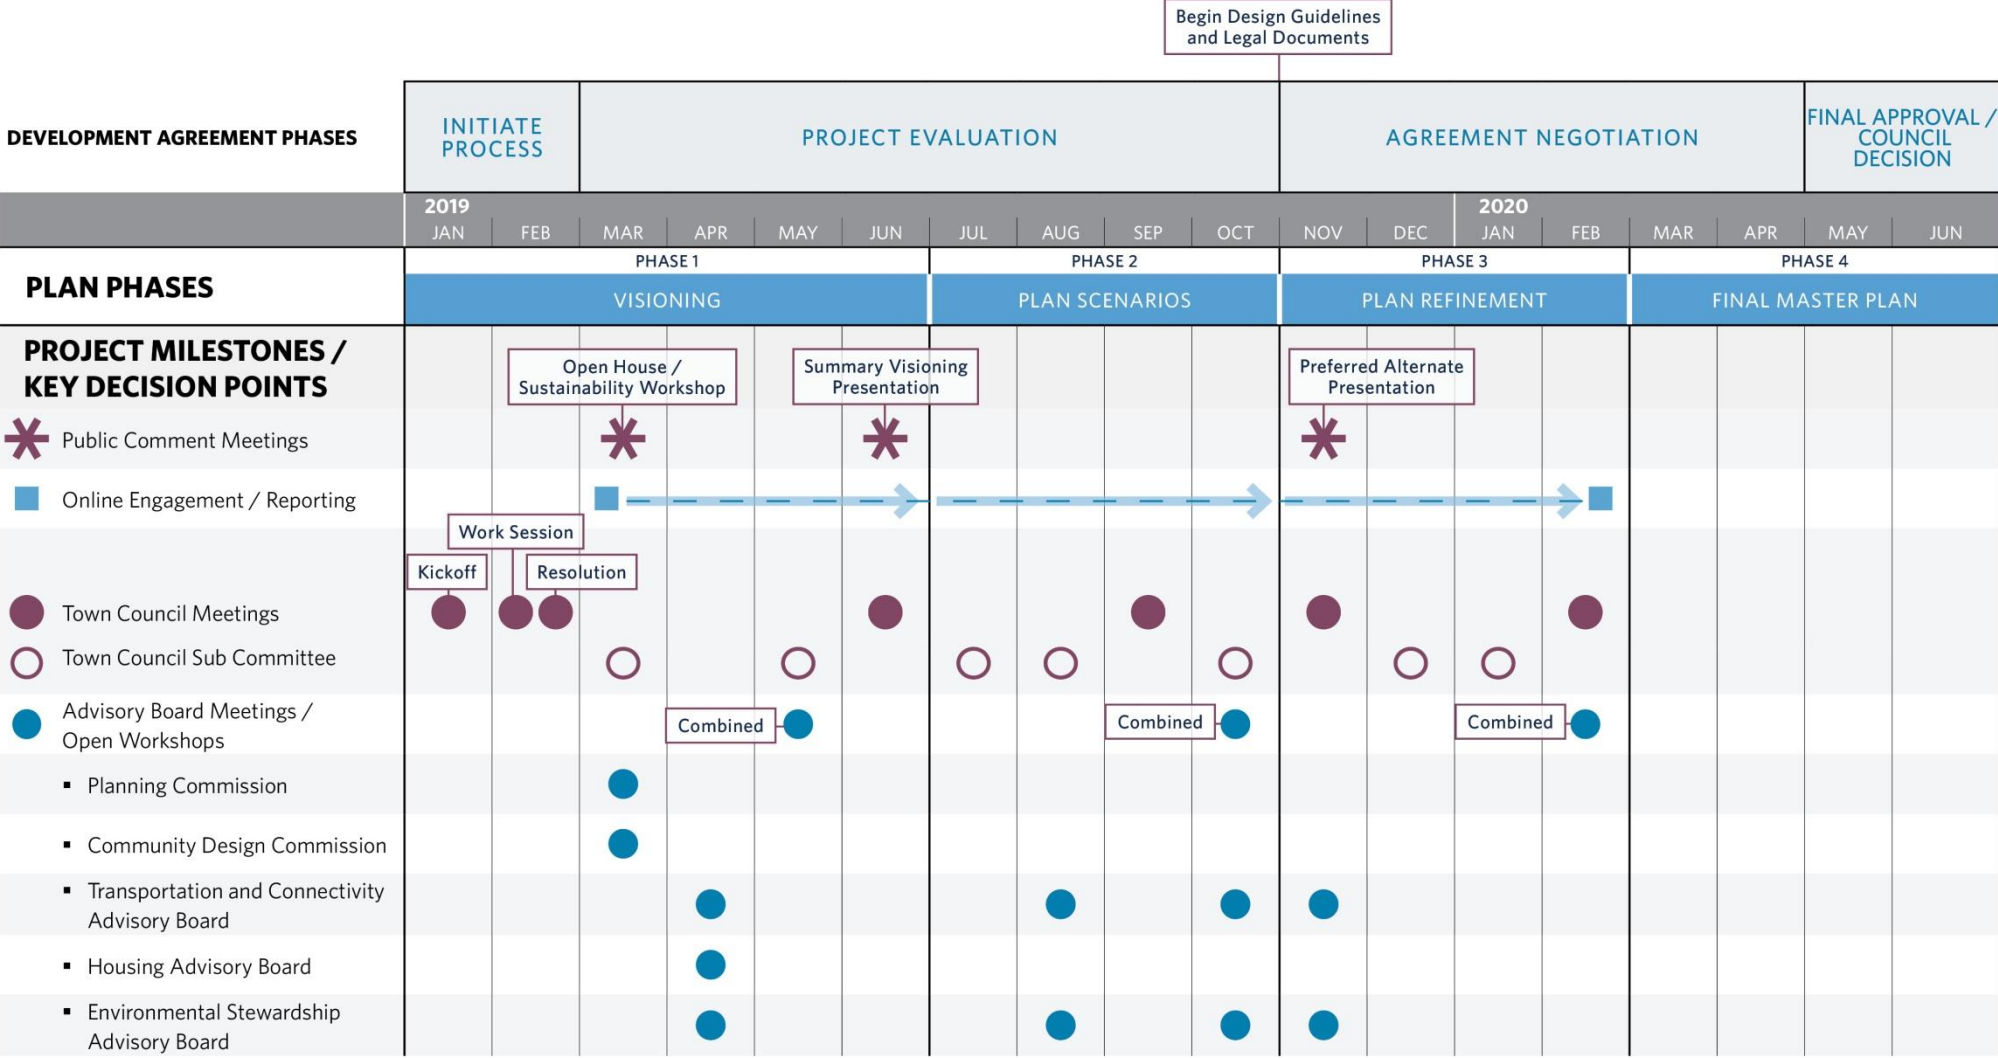 Begin Design Guidelines
and Legal Documents
DEVELOPMENT AGREEMENT PHASES
INITIATE
PROCESS
PROJECT EVALUATION
AGREEMENT NEGOTIATION
FINAL APPROVAL /
COUNCIL
DECISION
2019
2020
JAN FEB MAR APR MAY JUN JUL AUG SEP OCT NOV DEC JAN FEB MAR APR MAY JUN
PLAN PHASES
PHASE 1
PHASE 2
PHASE 3
PHASE 4
VISIONING
PLAN SCENARIOS
PLAN REFINEMENT
FINAL MASTER PLAN
PROJECT MILESTONES /
KEY DECISION POINTS
Open House /
Sustainability Workshop
Summary Visioning
Presentation
Preferred Alternate
Presentation
Public Comment Meetings
Online Engagement / Reporting
Work Session
Kickoff
Resolution
Town Council Meetings
Town Council Sub Committee
Advisory Board Meetings /
Open Workshops
Combined
Combined
Combined
▪ Planning Commission
▪ Community Design Commission
▪ Transportation and Connectivity
Advisory Board
▪ Housing Advisory Board
▪ Environmental Stewardship
Advisory Board